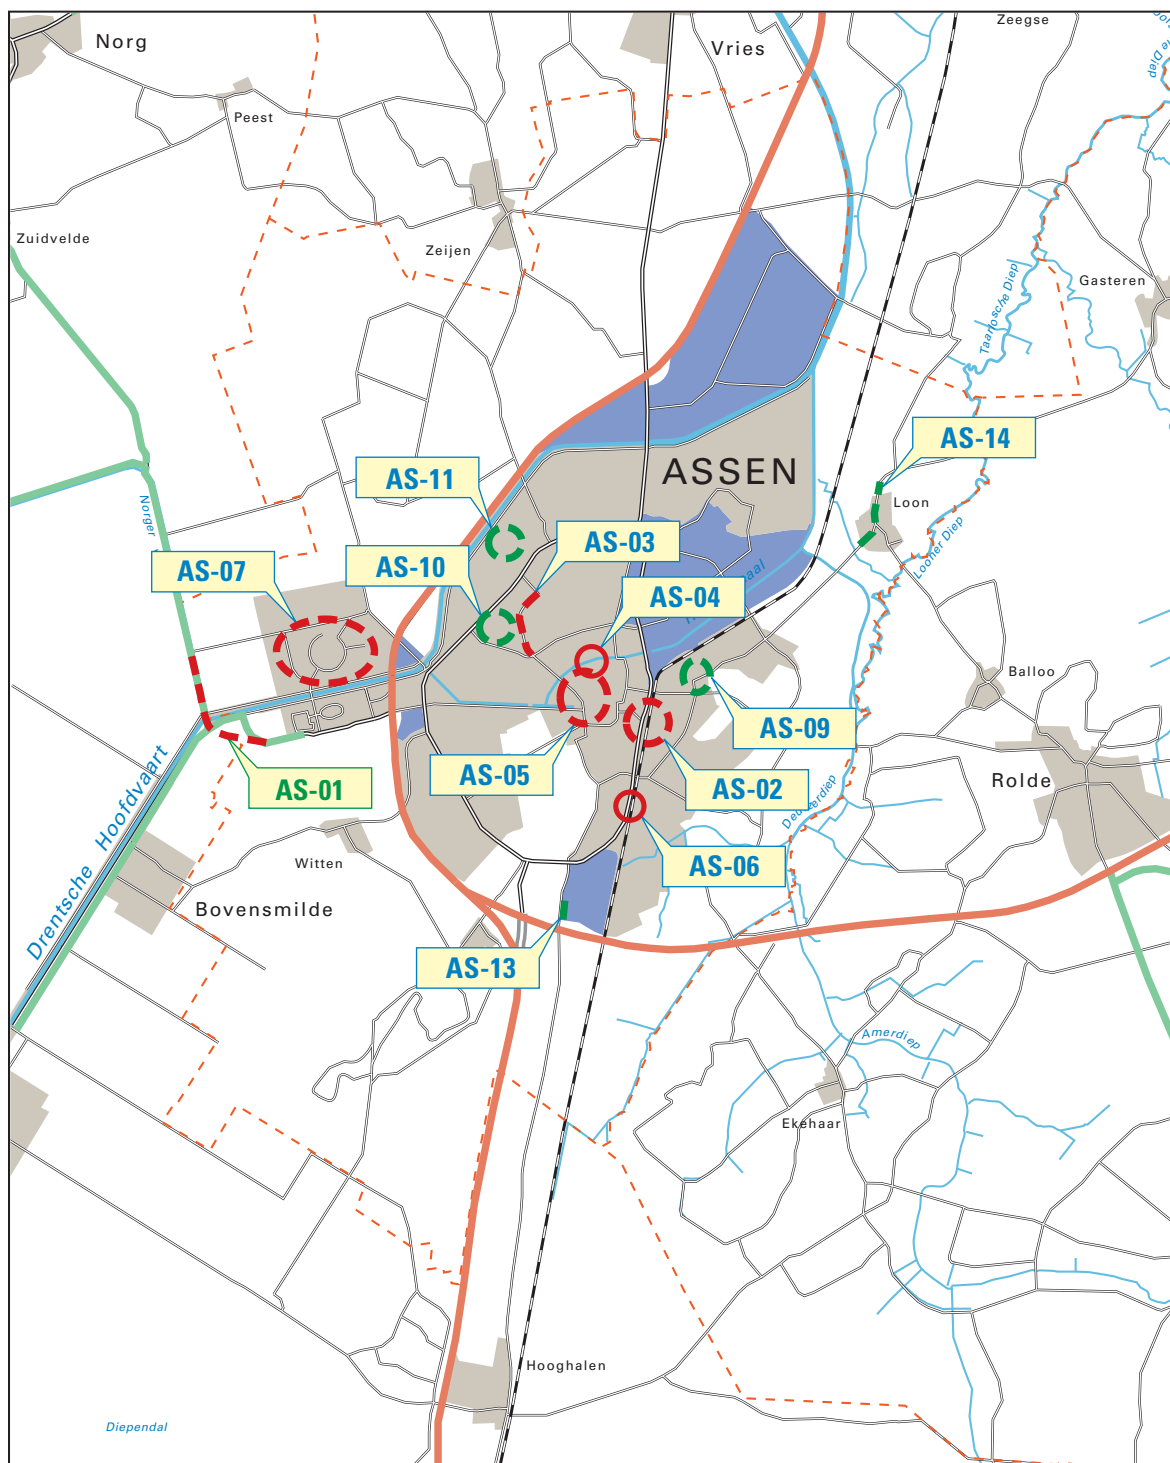 Zeegse
Norg
Vries
Peest
Zuidvelde
Zeijen
Gasteren
Taarlosche Diep
AS-14
ASSEN
AS-11
Loon
Norger
AS-03
AS-10
Looner Diep
AS-07
AS-04
Balloo
AS-09
AS-05
AS-02
Rolde
AS-01
Drentsche Hoofdvaart
Witten
AS-06
Bovensmilde
AS-13
Amerdiep
Ekehaar
Hooghalen
Diependal